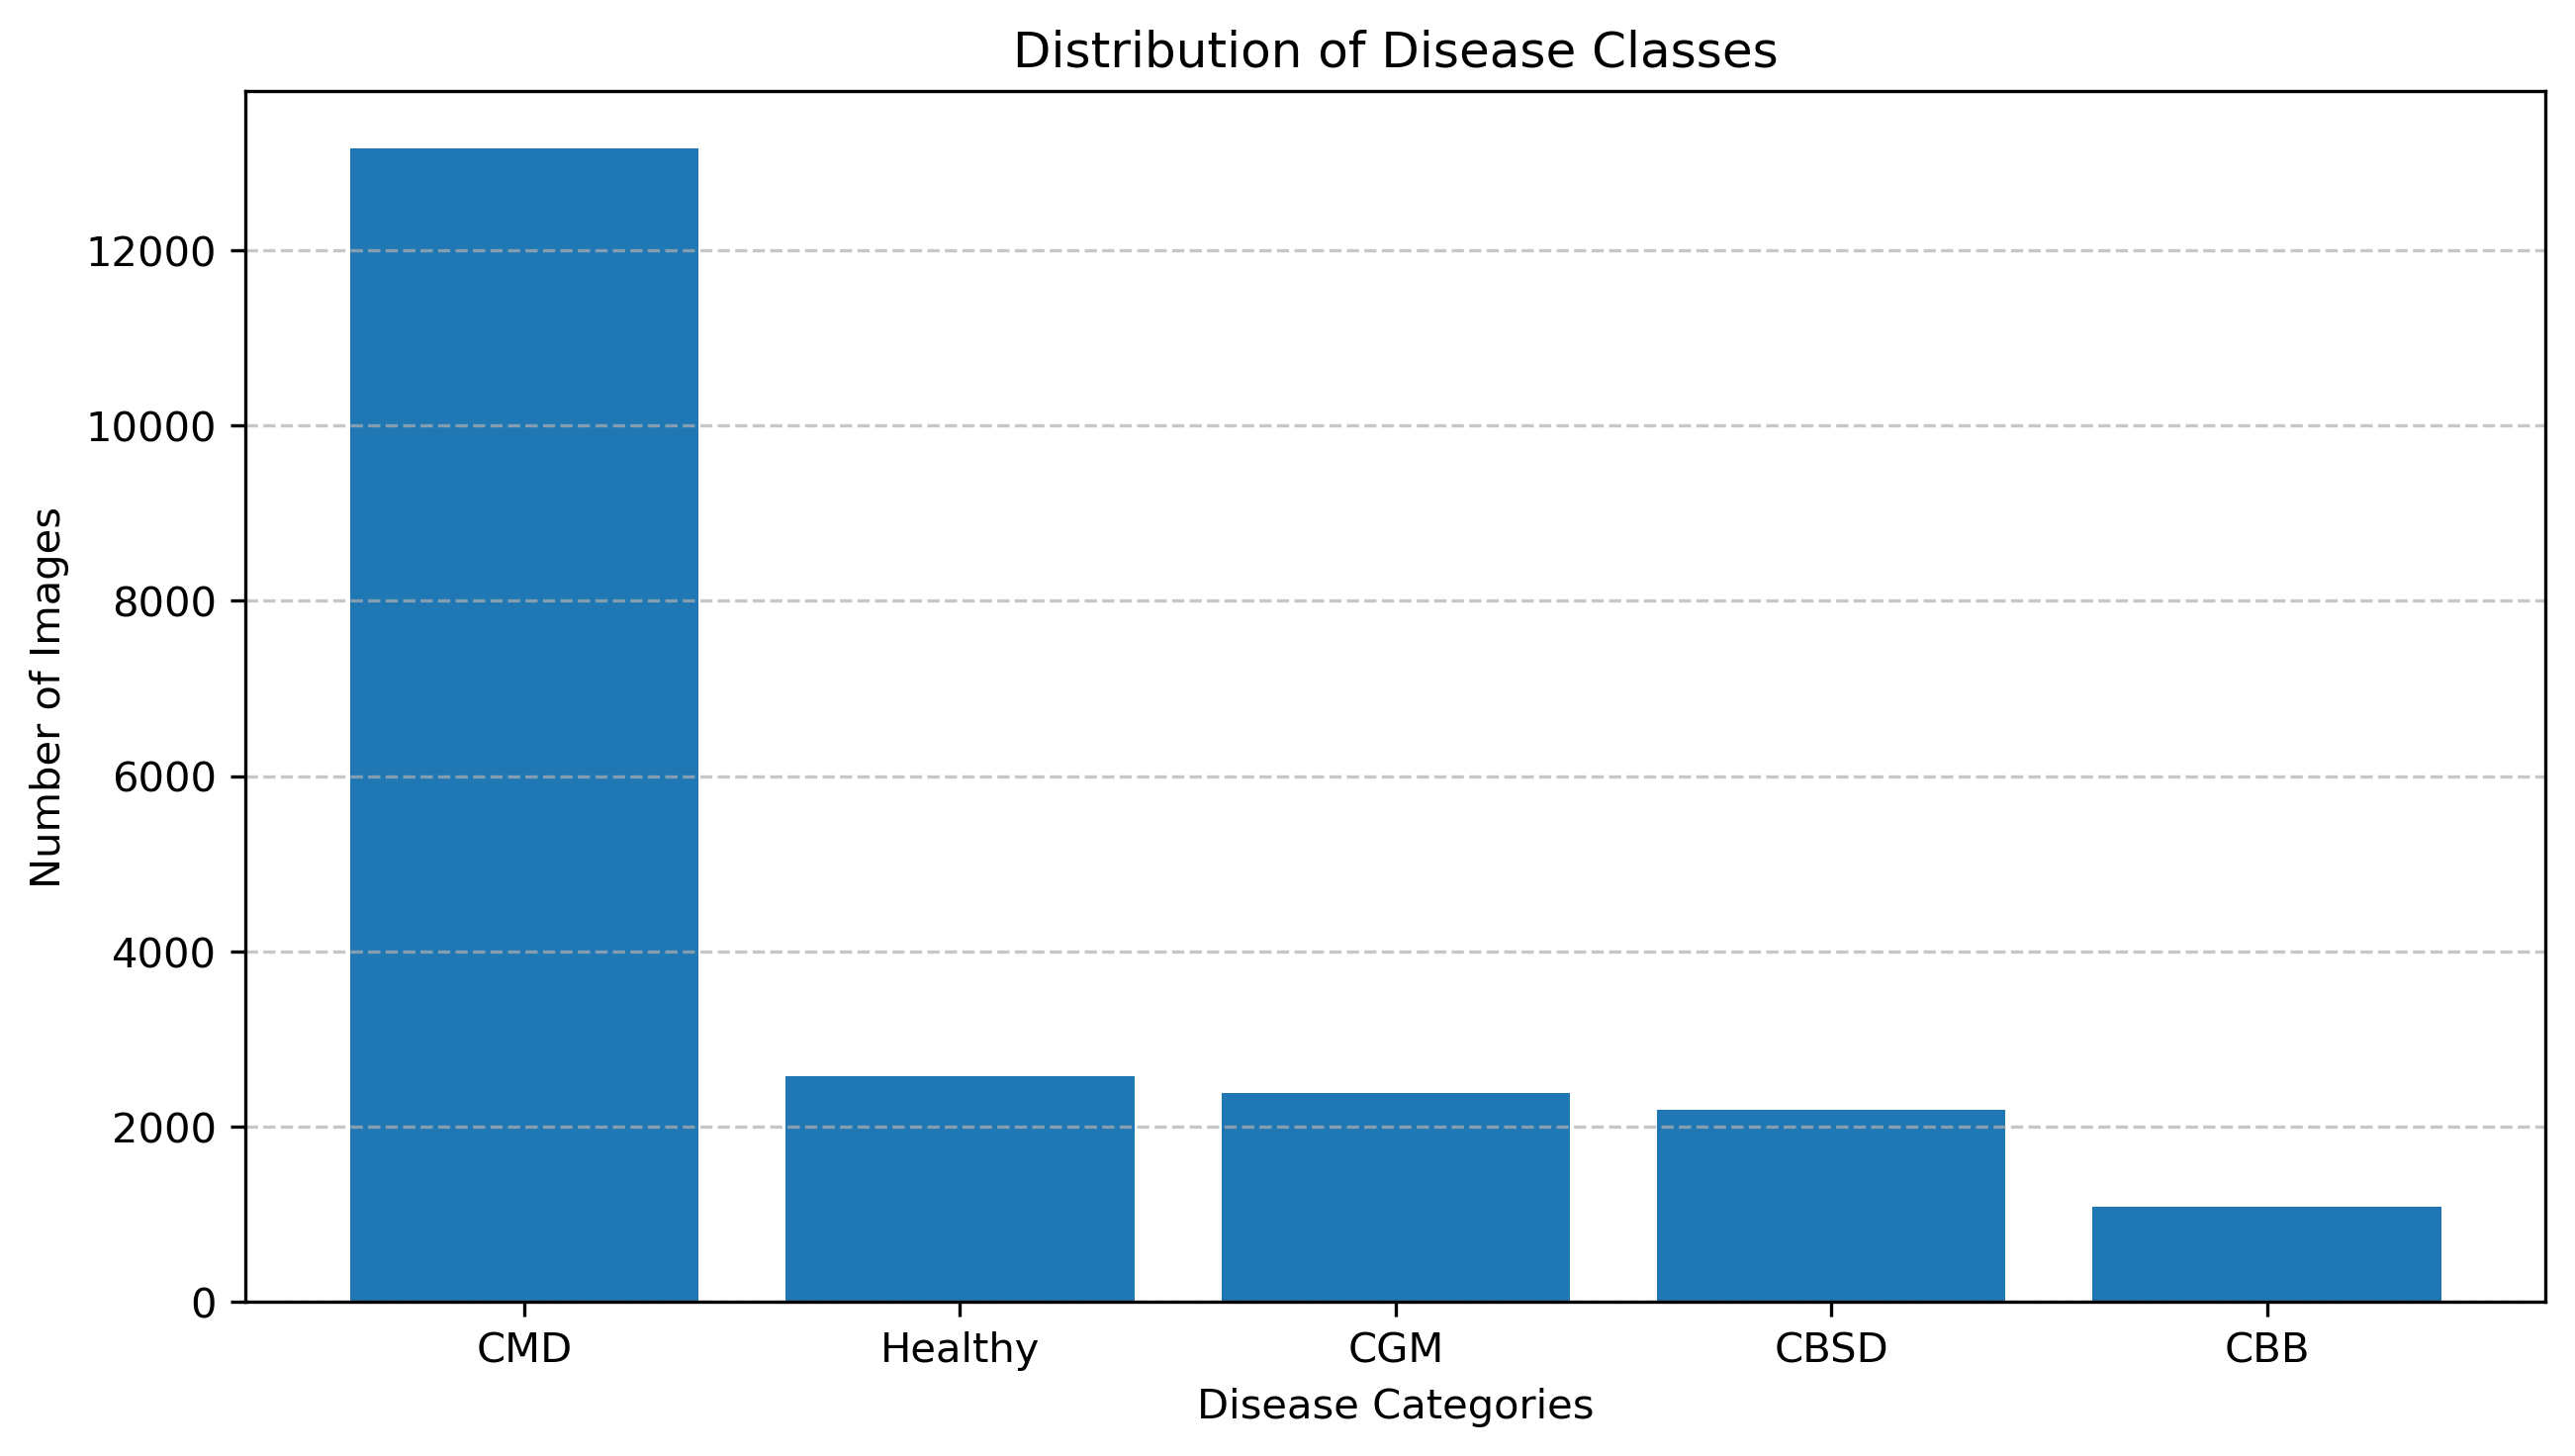 Distribution of Disease Classes
Number of Images
12000
10000
8000
6000
4000
2000
0
CMD Healthy CGM CBSD CBB
Disease Categories